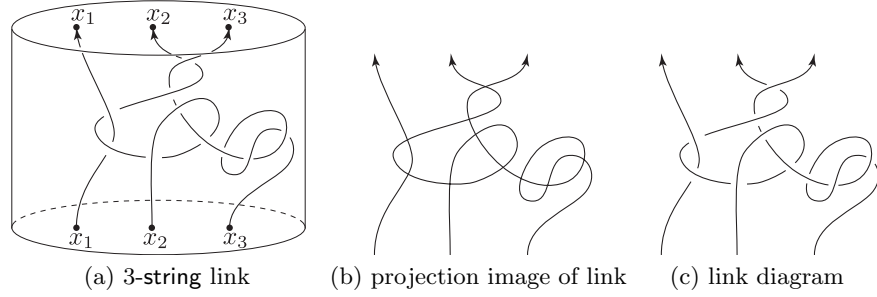 x₁ x₂ x₃
x₁ x₂ x₃
(a) 3-string link (b) projection image of link (c) link diagram